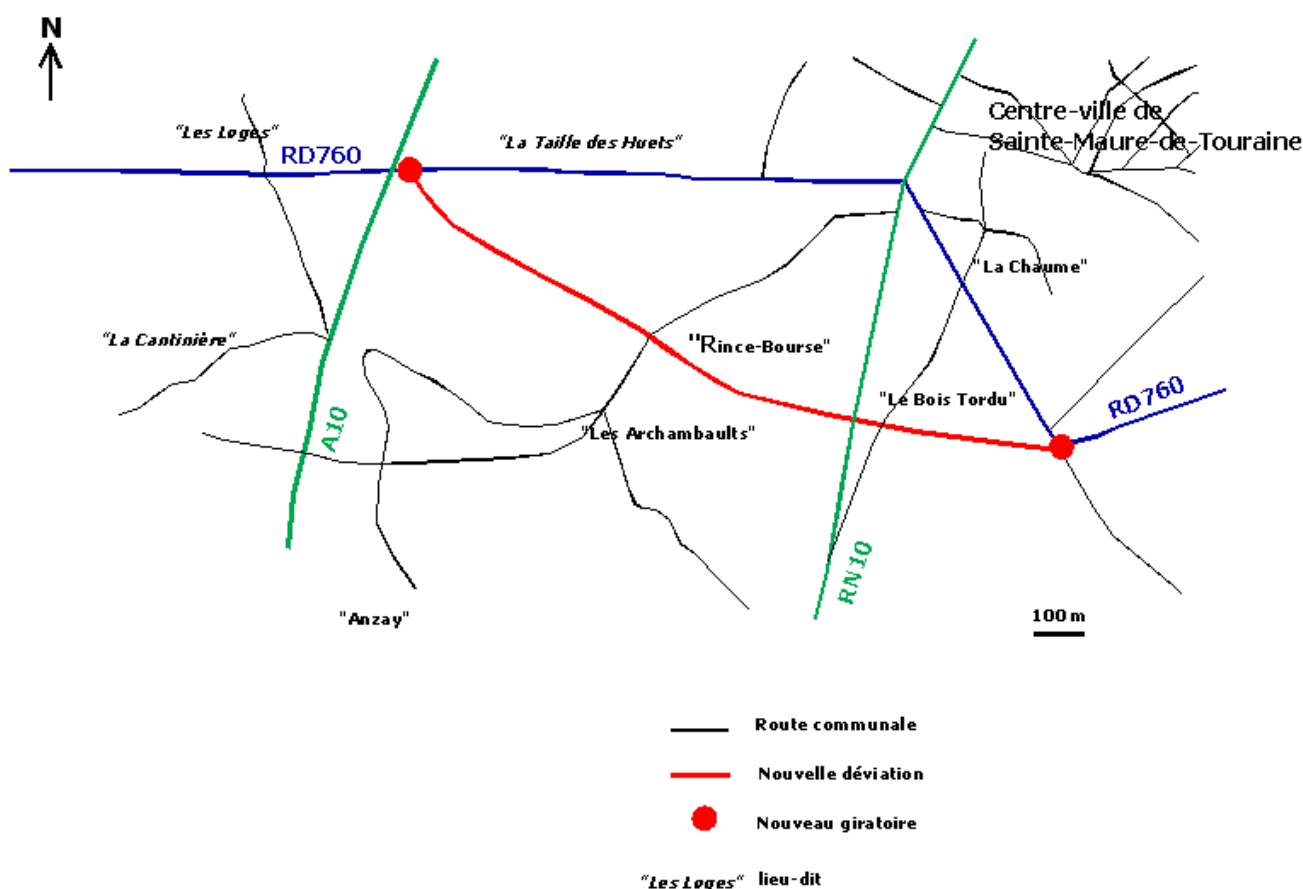 N
"Les Loges"
"La Taille des Huets"
Centre-ville de
Sainte-Maure-de-Touraine
RD760
"La Chaume"
"La Cantinière"
"Rince-Bourse"
RD760
"Le Bois Tordu"
A10
"Les Archambaults"
RN10
"Anzay"
100 m
Route communale
Nouvelle déviation
Nouveau giratoire
"Les Loges" lieu-dit